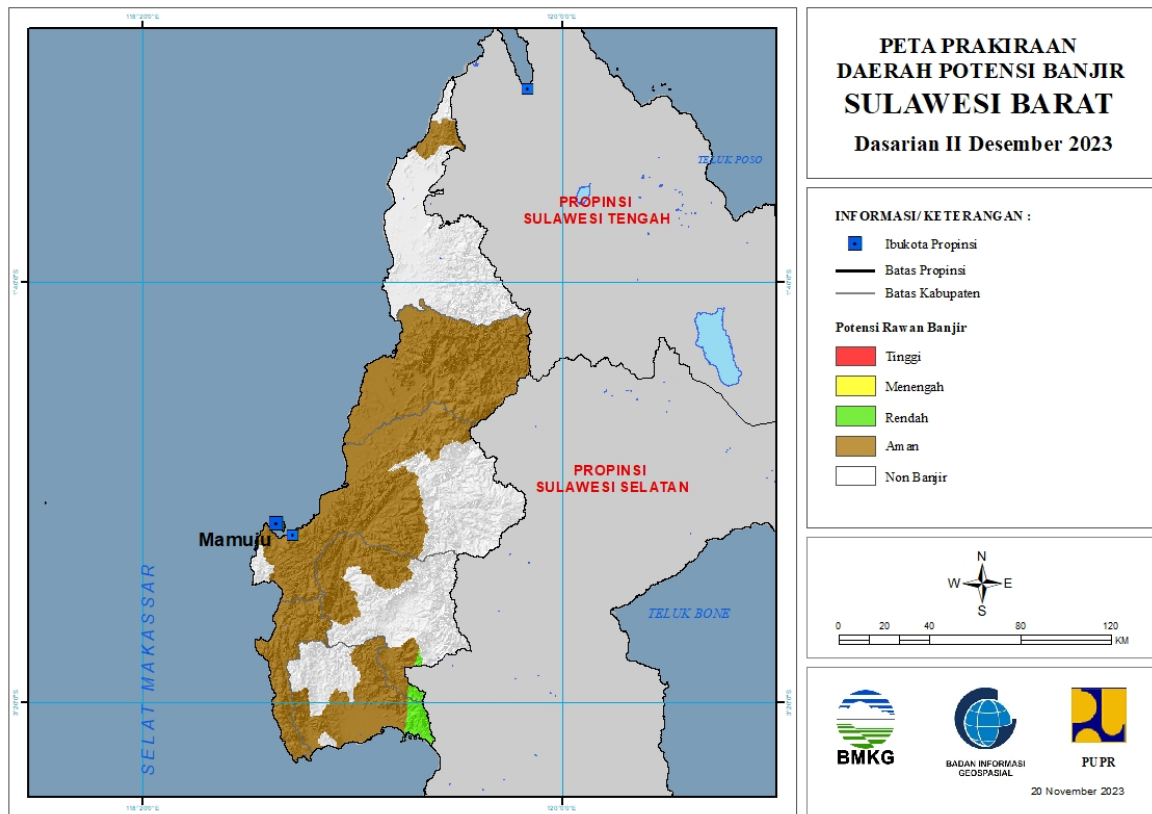 PETA PRAKIRAAN
DAERAH POTENSI BANJIR
SULAWESI BARAT
Dasarian II Desember 2023
INFORMASI/ KETERANGAN :
Ibukota Propinsi
Batas Propinsi
Batas Kabupaten
Potensi Rawan Banjir
Tinggi
Menengah
Rendah
Aman
Non Banjir
N
W E
S
0 20 40 80 120
KM
BMKG
BADAN INFORMASI
GEOSPASIAL
PUPR
20 November 2023
TELUK POSO
PROPINSI
SULAWESI TENGAH
PROPINSI
SULAWESI SELATAN
Mamuju
SELAT MAKASSAR
TELUK BONE